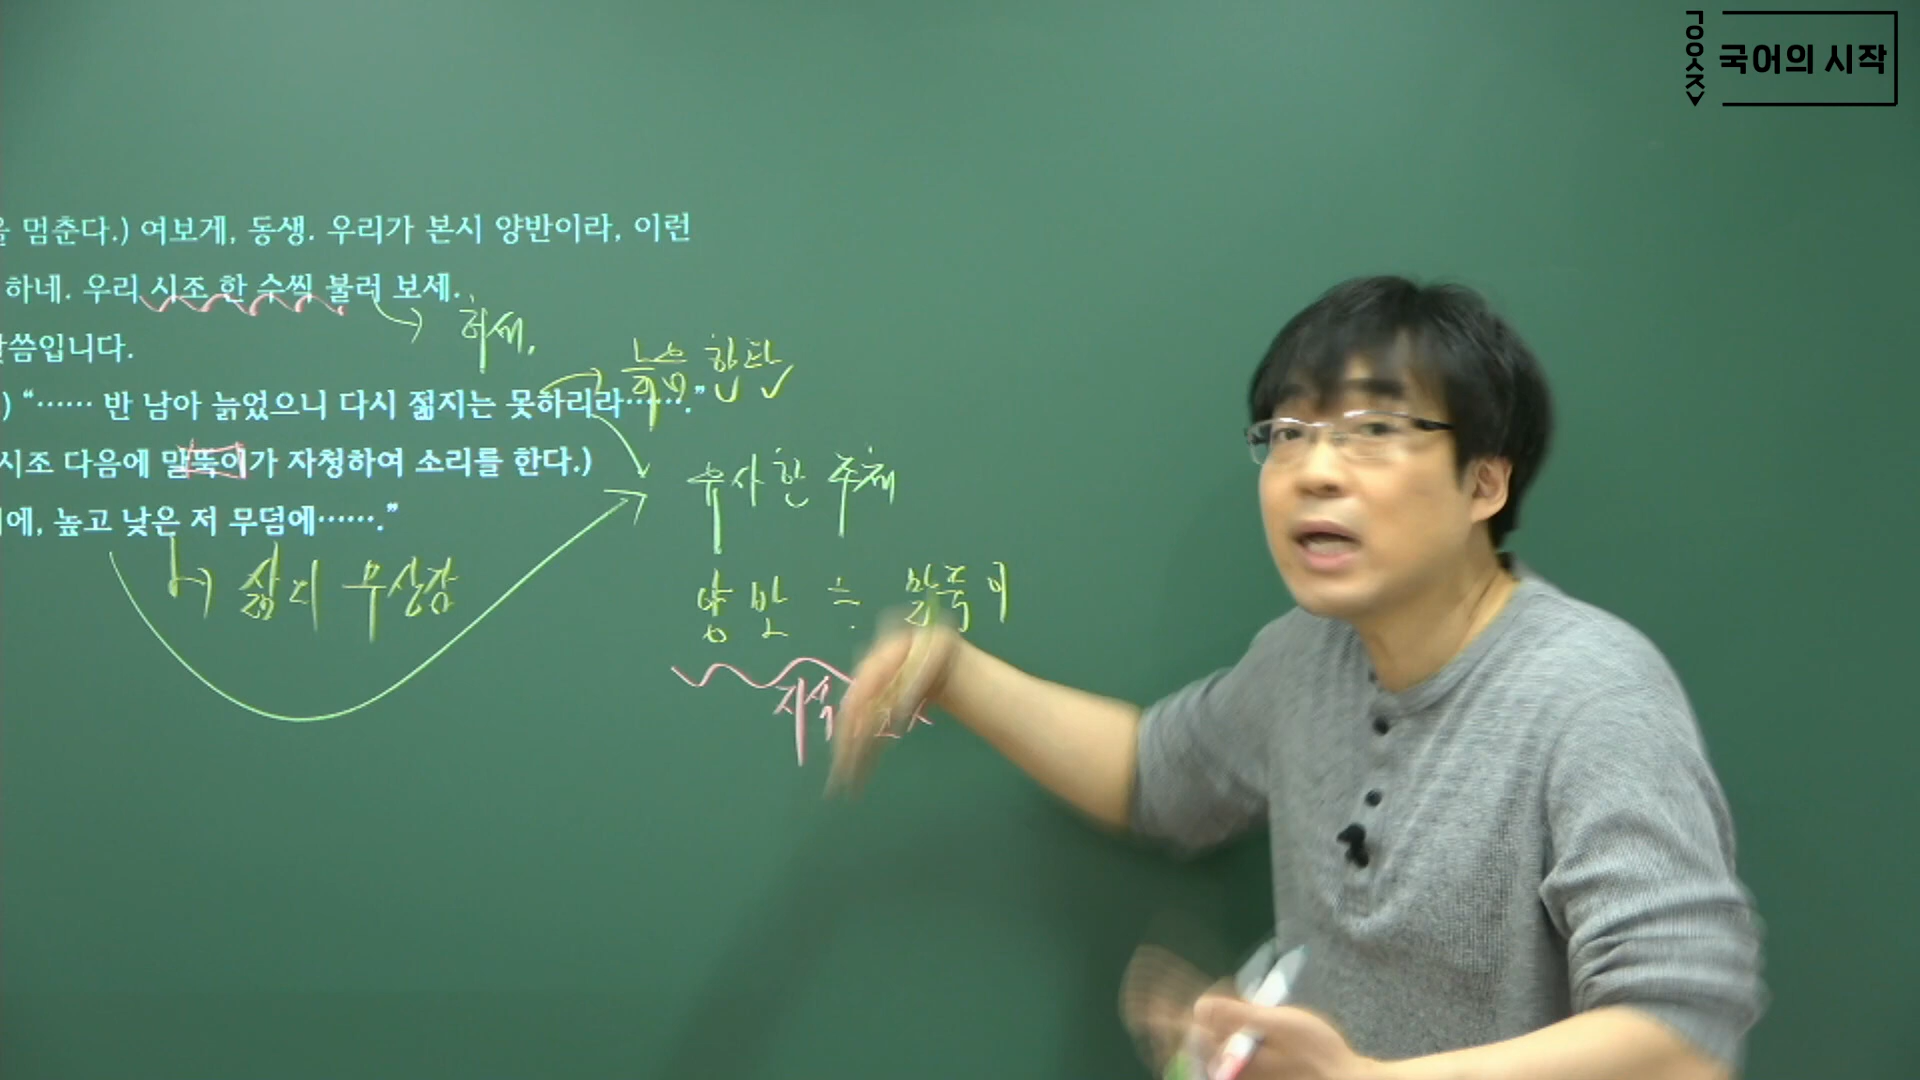 국어의 시작
을 멈춘다.) 여보게, 동생. 우리가 본시 양반이라, 이런
하네. 우리 시조 한 수씩 불러 보세.
허세.
말씀입니다.
늙음 한탄
) “…… 반 남아 늙었으니 다시 젊지는 못하리라…….”
시조 다음에 말뚝이가 자청하여 소리를 한다.)
유사한 주제
에, 높고 낮은 저 무덤에…….”
삶의 무상감
양반 ≒ 말뚝이